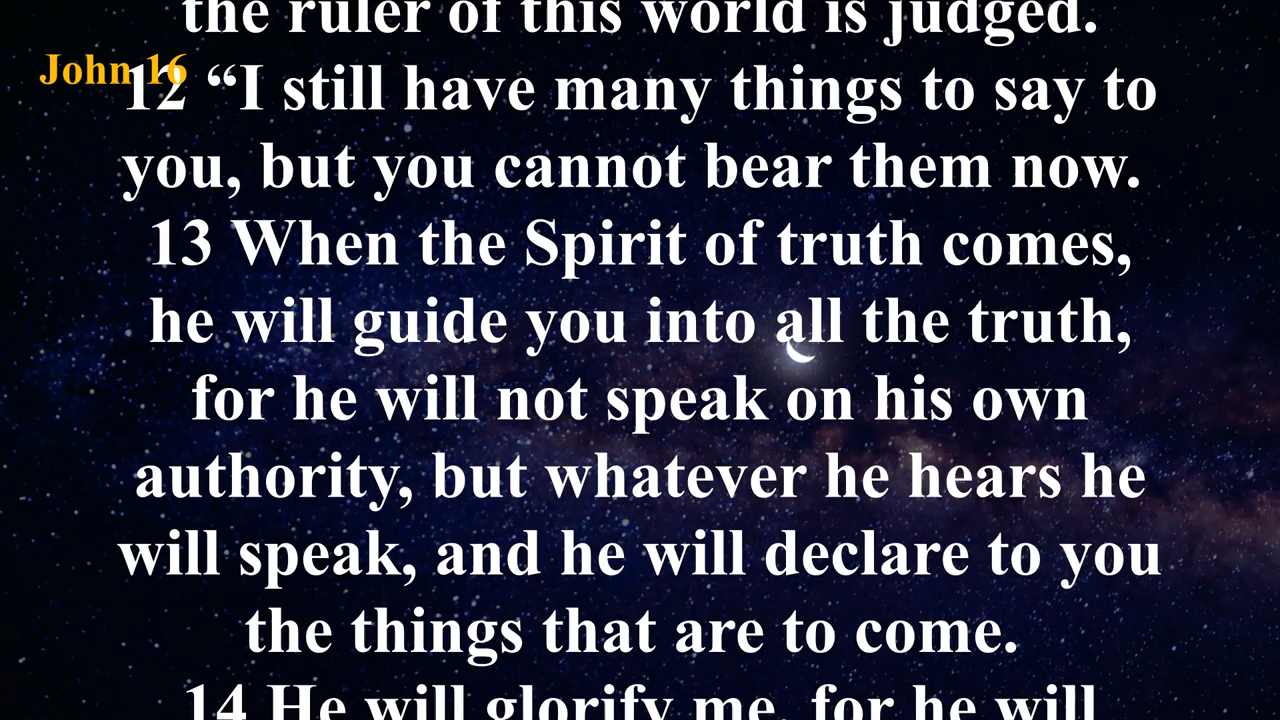 the ruler of this world is judged.
John 16
12 “I still have many things to say to
you, but you cannot bear them now.
13 When the Spirit of truth comes,
he will guide you into all the truth,
for he will not speak on his own
authority, but whatever he hears he
will speak, and he will declare to you
the things that are to come.
14 He will glorify me, for he will